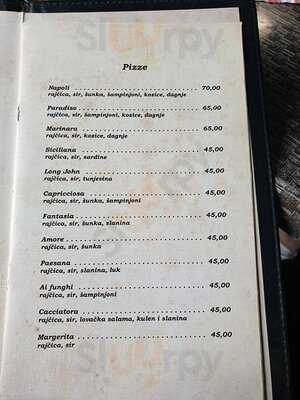 Sluurpy
Pizze
Napoli ........ 70,00
rajčica, sir, šunka, šampinjoni, kozice, dagnje
Paradiso ........ 65,00
rajčica, sir, šampinjoni, kozice, dagnje
Marinara ........ 65,00
rajčica, sir, kozice, dagnje
Siciliana ........ 45,00
rajčica, sir, sardine
Long John ........ 45,00
rajčica, sir, tunjevina
Capricciosa ........ 45,00
rajčica, sir, šunka, šampinjoni
Fantasia ........ 45,00
rajčica, sir, šunka, slanina
Amore ........ 45,00
rajčica, sir, šunka
Paesana ........ 45,00
rajčica, sir, slanina, luk
Ai funghi ........ 45,00
rajčica, sir, šampinjoni
Cacciatora ........ 45,00
rajčica, sir, lovačka salama, kulen i slanina
Margerita ........ 45,00
rajčica, sir
Sluurpy